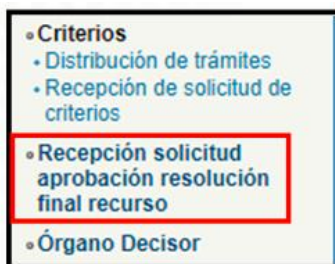 Criterios
Distribución de trámites
Recepción de solicitud de
criterios
Recepción solicitud
aprobación resolución
final recurso
Órgano Decisor